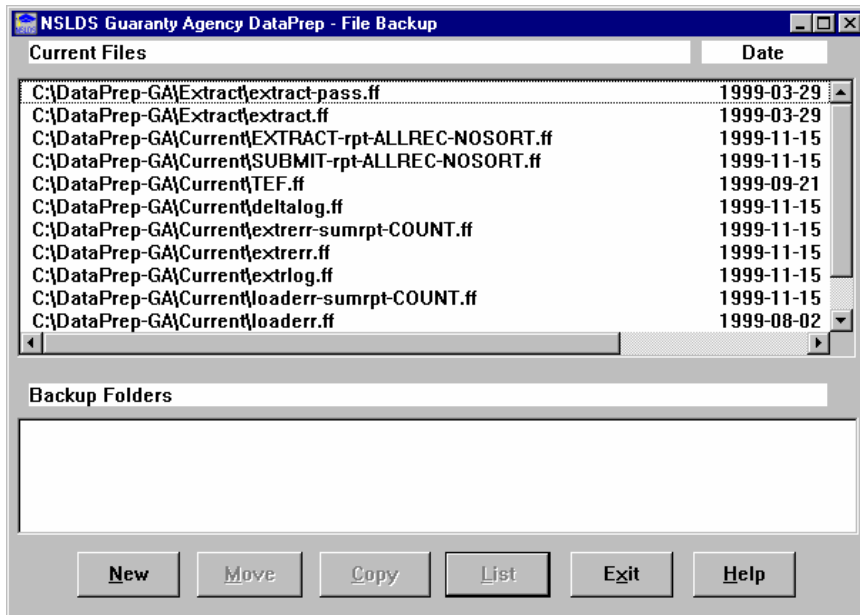 NSLDS Guaranty Agency DataPrep - File Backup
Current Files Date
C:\DataPrep-GA\Extract\extract-pass.ff 1999-03-29
C:\DataPrep-GA\Extract\extract.ff 1999-03-29
C:\DataPrep-GA\Current\EXTRACT-rpt-ALLREC-NOSORT.ff 1999-11-15
C:\DataPrep-GA\Current\SUBMIT-rpt-ALLREC-NOSORT.ff 1999-11-15
C:\DataPrep-GA\Current\TEF.ff 1999-09-21
C:\DataPrep-GA\Current\deltalog.ff 1999-11-15
C:\DataPrep-GA\Current\extrerr-sumrpt-COUNT.ff 1999-11-15
C:\DataPrep-GA\Current\extrerr.ff 1999-11-15
C:\DataPrep-GA\Current\extrlog.ff 1999-11-15
C:\DataPrep-GA\Current\loaderr-sumrpt-COUNT.ff 1999-11-15
C:\DataPrep-GA\Current\loaderr.ff 1999-08-02
Backup Folders
New Move Copy List Exit Help